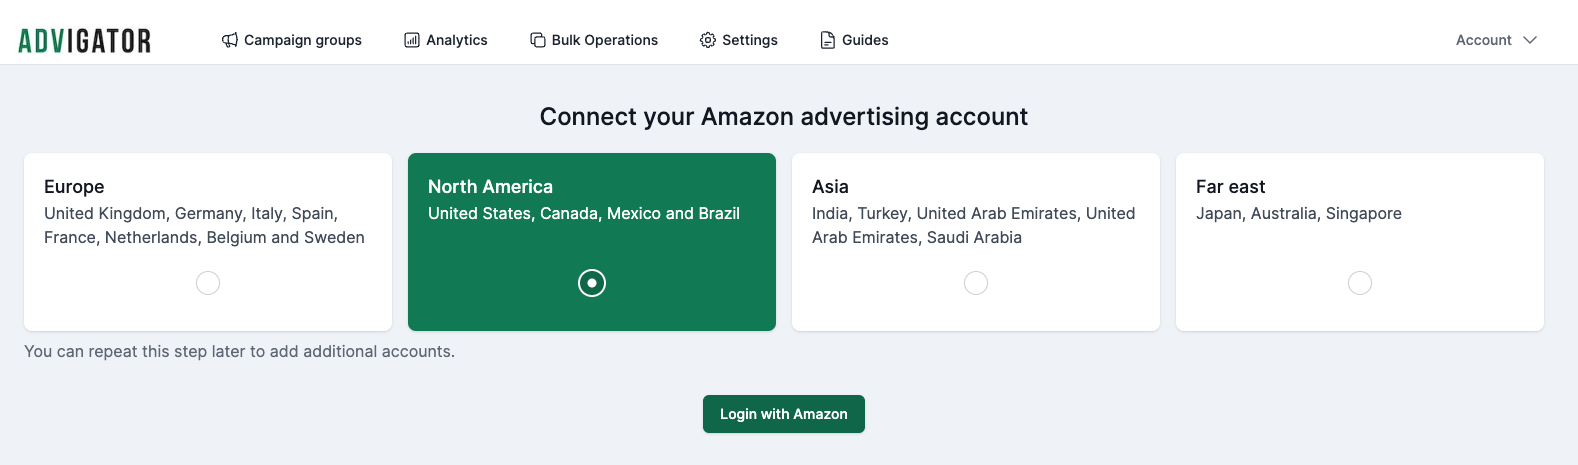 ADVIGATOR
Campaign groups
Analytics
Bulk Operations
Settings
Guides
Account
Connect your Amazon advertising account
Europe
United Kingdom, Germany, Italy, Spain,
France, Netherlands, Belgium and Sweden
North America
United States, Canada, Mexico and Brazil
Asia
India, Turkey, United Arab Emirates, United
Arab Emirates, Saudi Arabia
Far east
Japan, Australia, Singapore
You can repeat this step later to add additional accounts.
Login with Amazon